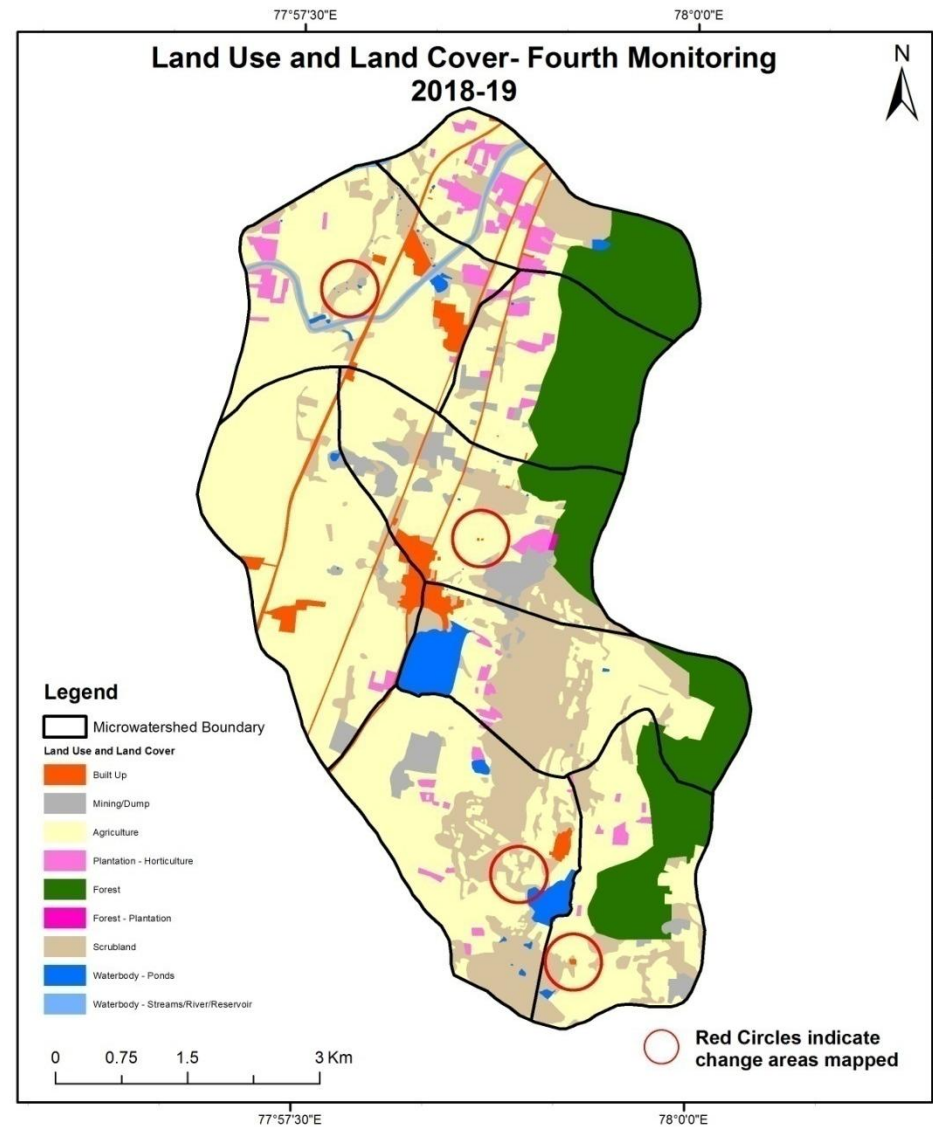 77°57'30"E
78°0'0"E
Land Use and Land Cover- Fourth Monitoring
2018-19
N
Legend
Microwatershed Boundary
Land Use and Land Cover
Built Up
Mining/Dump
Agriculture
Plantation - Horticulture
Forest
Forest - Plantation
Scrubland
Waterbody - Ponds
Waterbody - Streams/River/Reservoir
0 0.75 1.5 3 Km
Red Circles indicate
change areas mapped
77°57'30"E
78°0'0"E